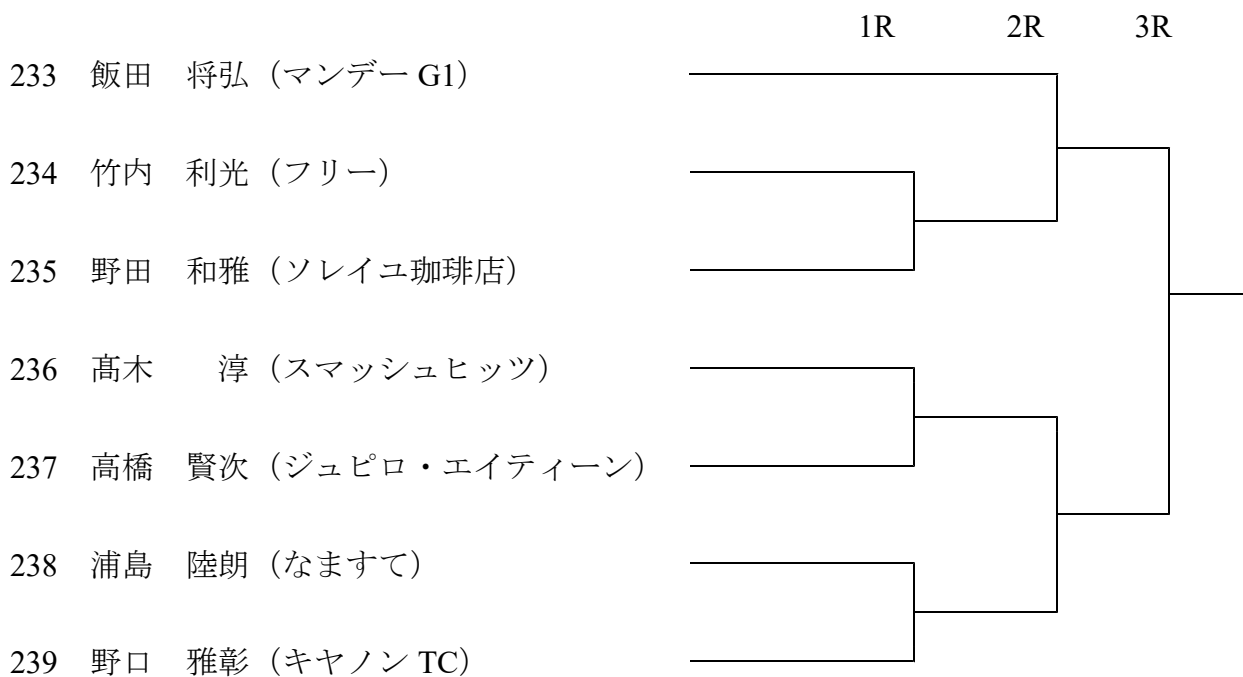 1R 2R 3R
233 飯田 将弘（マンデー G1）
234 竹内 利光（フリー）
235 野田 和雅（ソレイユ珈琲店）
236 髙木 淳（スマッシュヒッツ）
237 高橋 賢次（ジュピロ・エイティーン）
238 浦島 陸朗（なますて）
239 野口 雅彰（キヤノン TC）